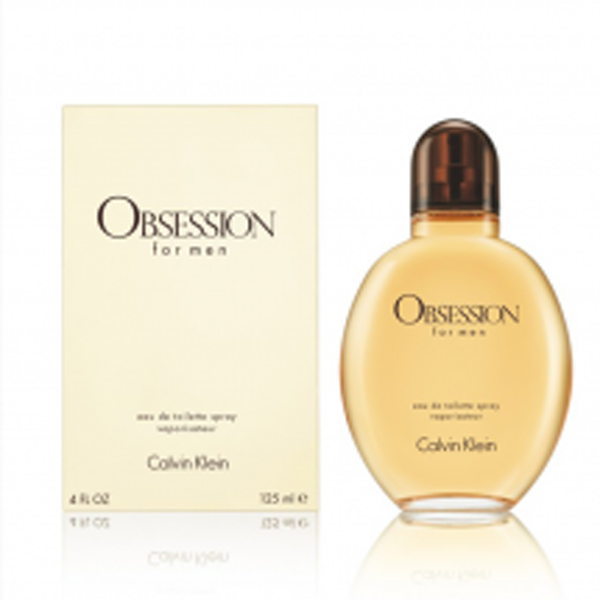 OBSESSION
for men
eau de toilette spray
vaporisateur
Calvin Klein
4 FL OZ
125 ml e
OBSESSION
for men
eau de toilette spray
vaporisateur
Calvin Klein